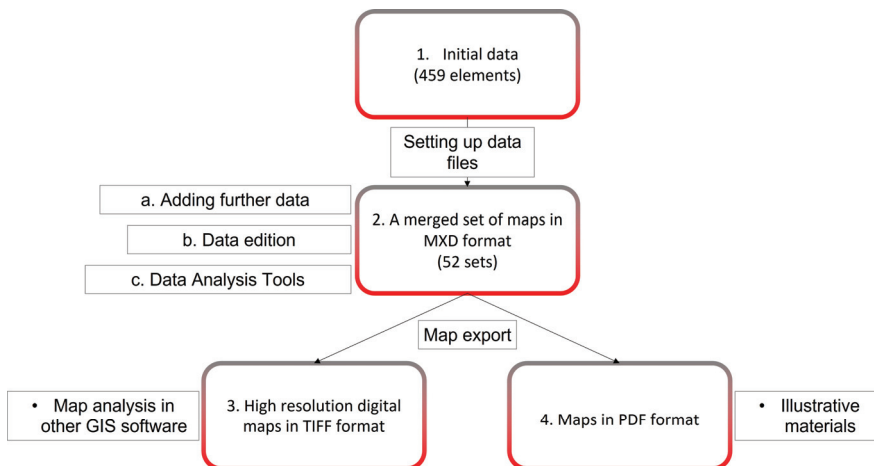 1. Initial data
(459 elements)
Setting up data
files
a. Adding further data
b. Data edition
c. Data Analysis Tools
2. A merged set of maps in
MXD format
(52 sets)
Map export
• Map analysis in
other GIS software
3. High resolution digital
maps in TIFF format
4. Maps in PDF format
• Illustrative
materials